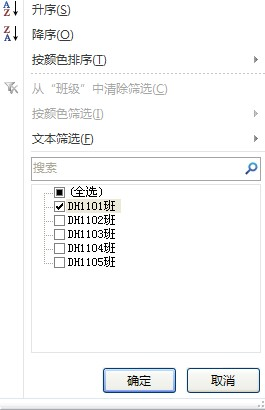 升序(S)
降序(O)
按颜色排序(T)
从“班级”中清除筛选(C)
按颜色筛选(I)
文本筛选(F)
搜索
(全选)
DH1101班
DH1102班
DH1103班
DH1104班
DH1105班
确定
取消